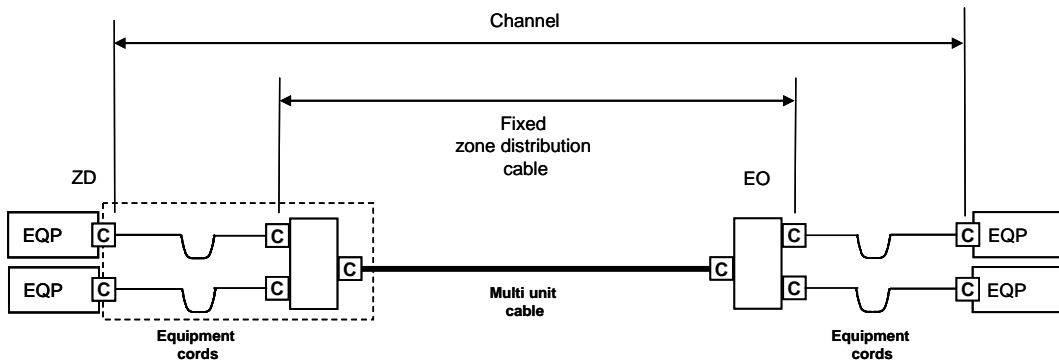 Channel
Fixed
zone distribution
cable
ZD
EO
EQP
C
C
C
C
EQP
EQP
C
C
C
C
EQP
C
C
Multi unit
cable
Equipment
cords
Equipment
cords